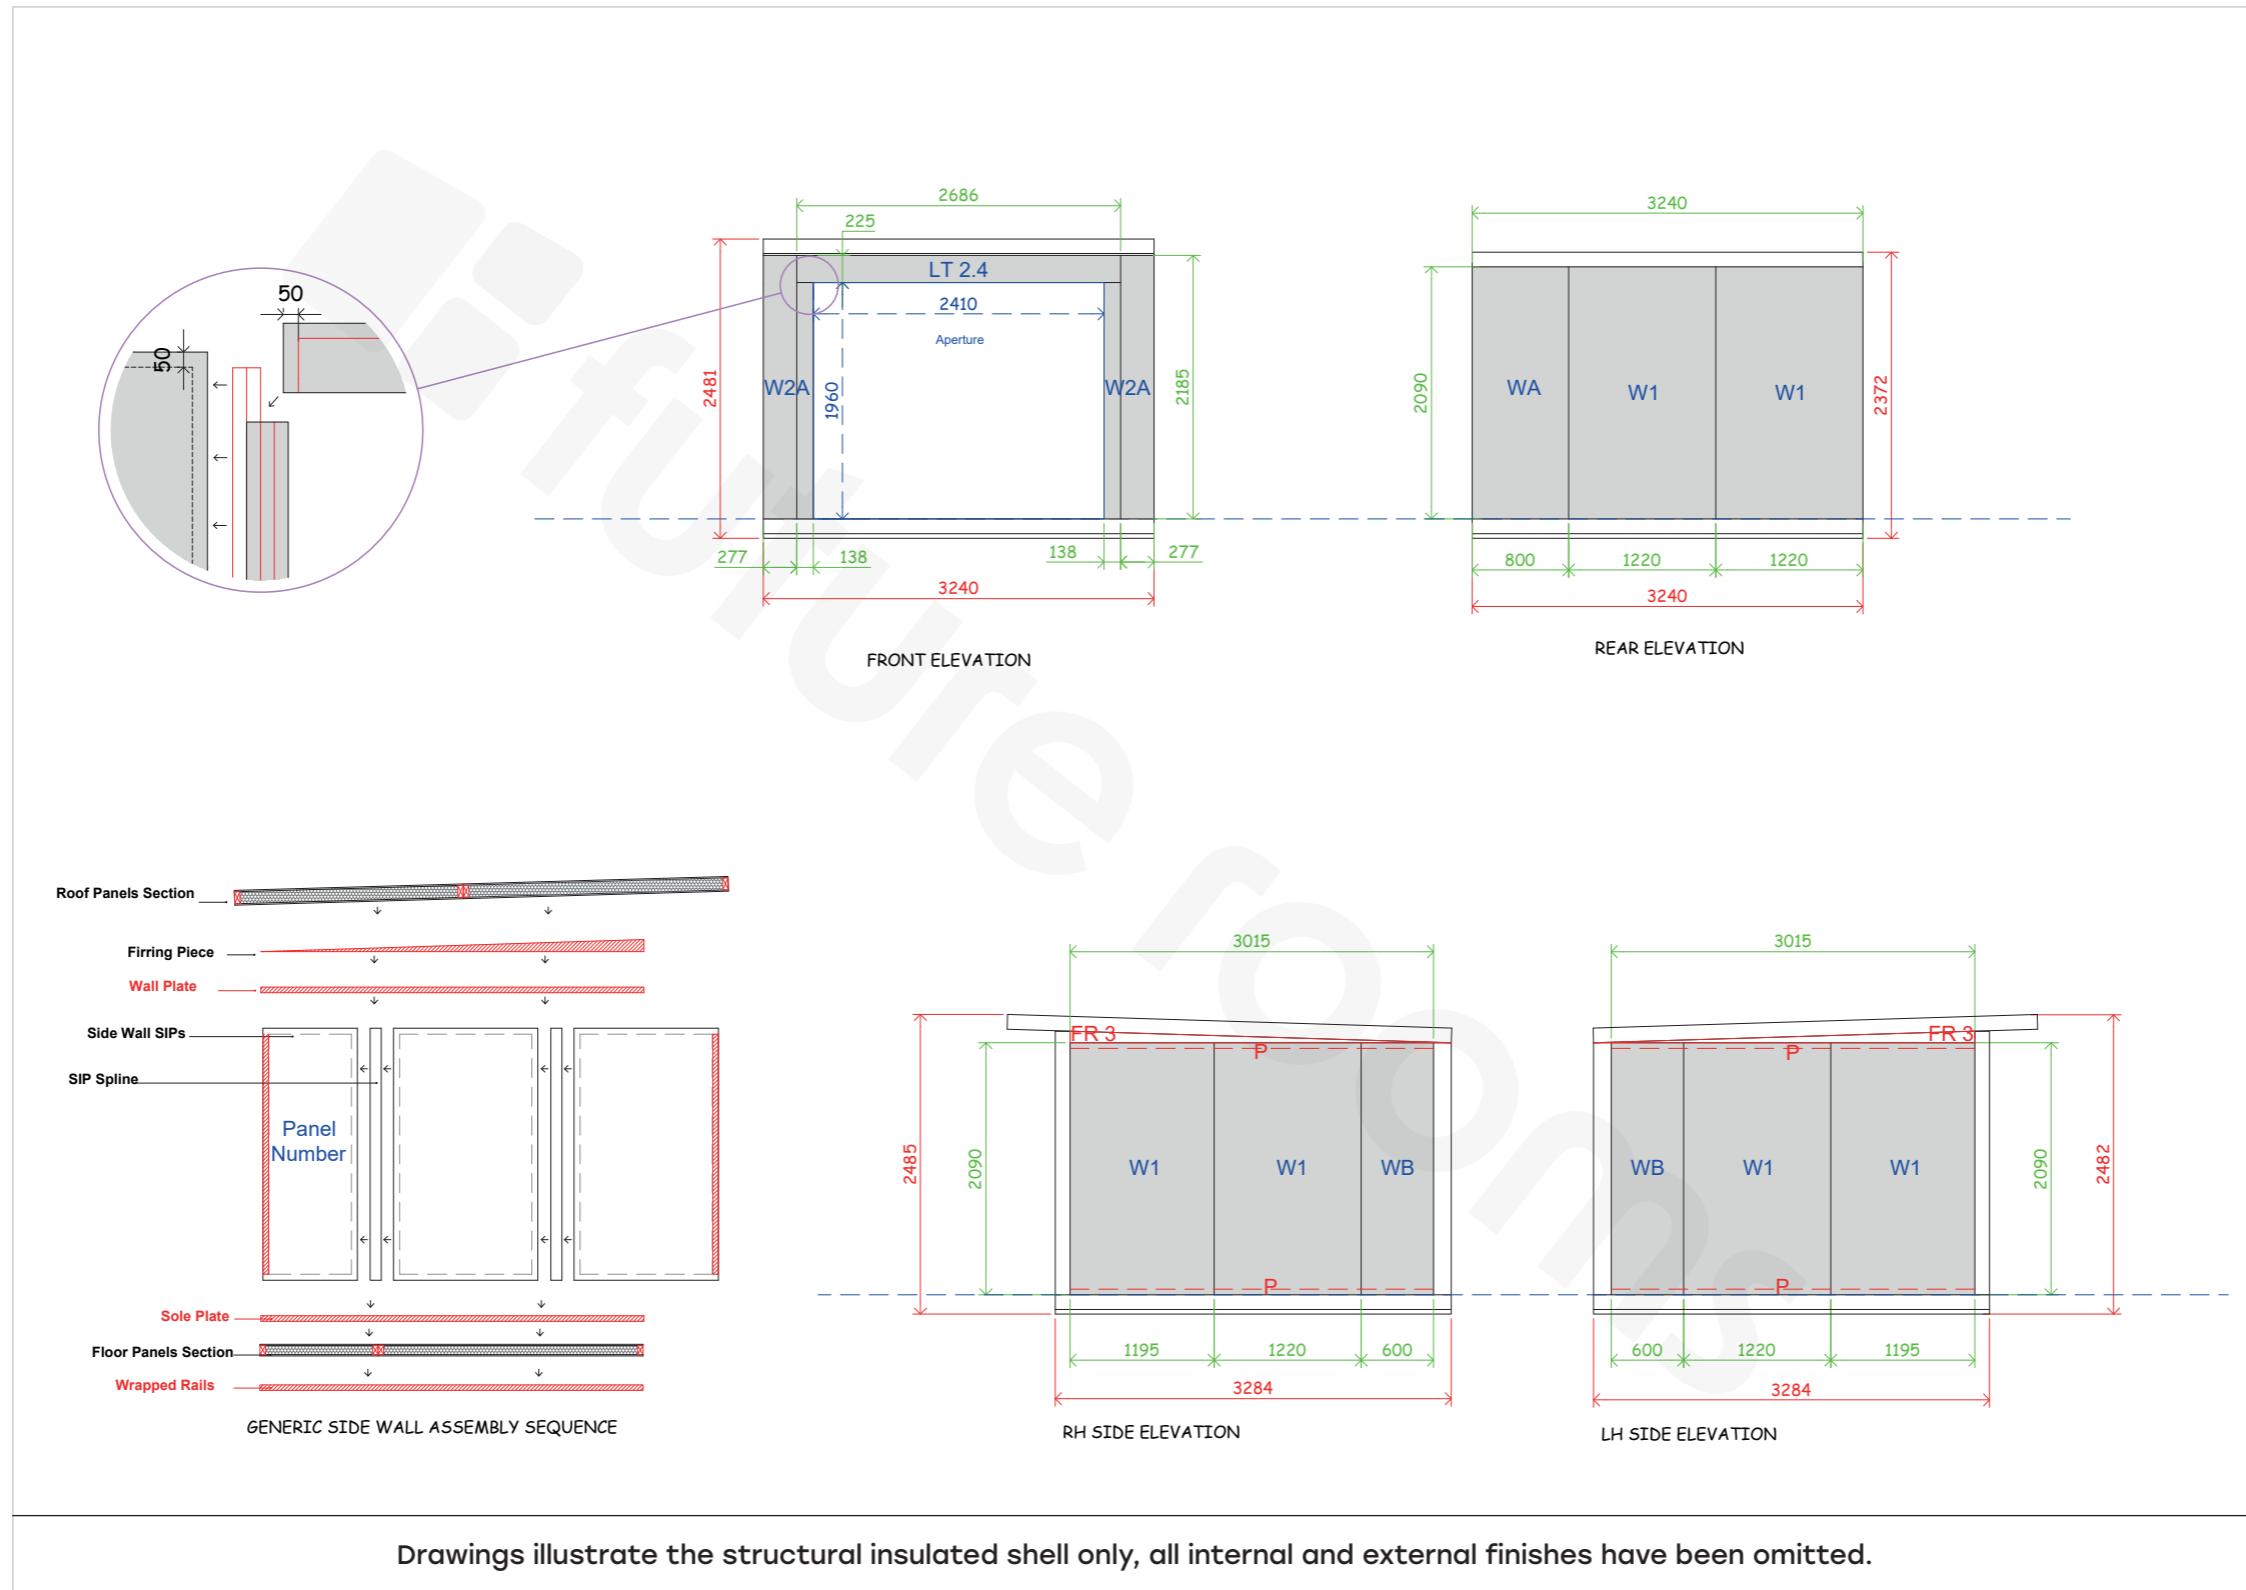 2686
225
LT 2.4
2410
Aperture
W2A
W2A
1960
2481
2185
277
138
138
277
3240
FRONT ELEVATION
50
50
3240
2090
WA
W1
W1
2372
800
1220
1220
3240
REAR ELEVATION
future rooms
Roof Panels Section
Firring Piece
Wall Plate
Side Wall SIPs
SIP Spline
Panel
Number
Sole Plate
Floor Panels Section
Wrapped Rails
GENERIC SIDE WALL ASSEMBLY SEQUENCE
3015
FR 3
P
2485
2090
W1
W1
WB
P
1195
1220
600
3284
RH SIDE ELEVATION
3015
FR 3
P
WB
W1
W1
2090
2482
P
600
1220
1195
3284
LH SIDE ELEVATION
Drawings illustrate the structural insulated shell only, all internal and external finishes have been omitted.